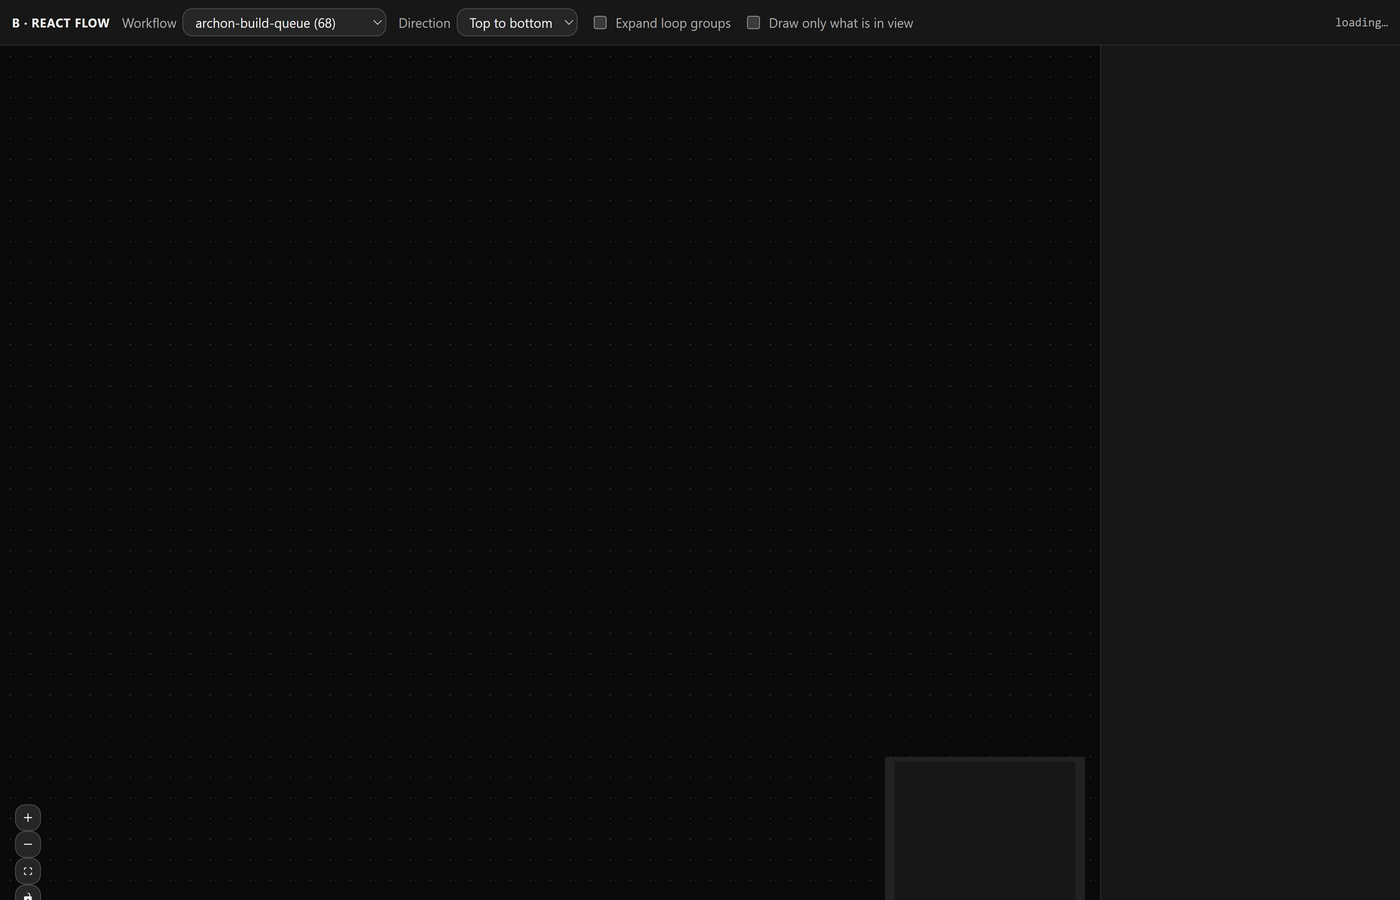 B · REACT FLOW Workflow archon-build-queue (68) Direction Top to bottom Expand loop groups Draw only what is in view loading…